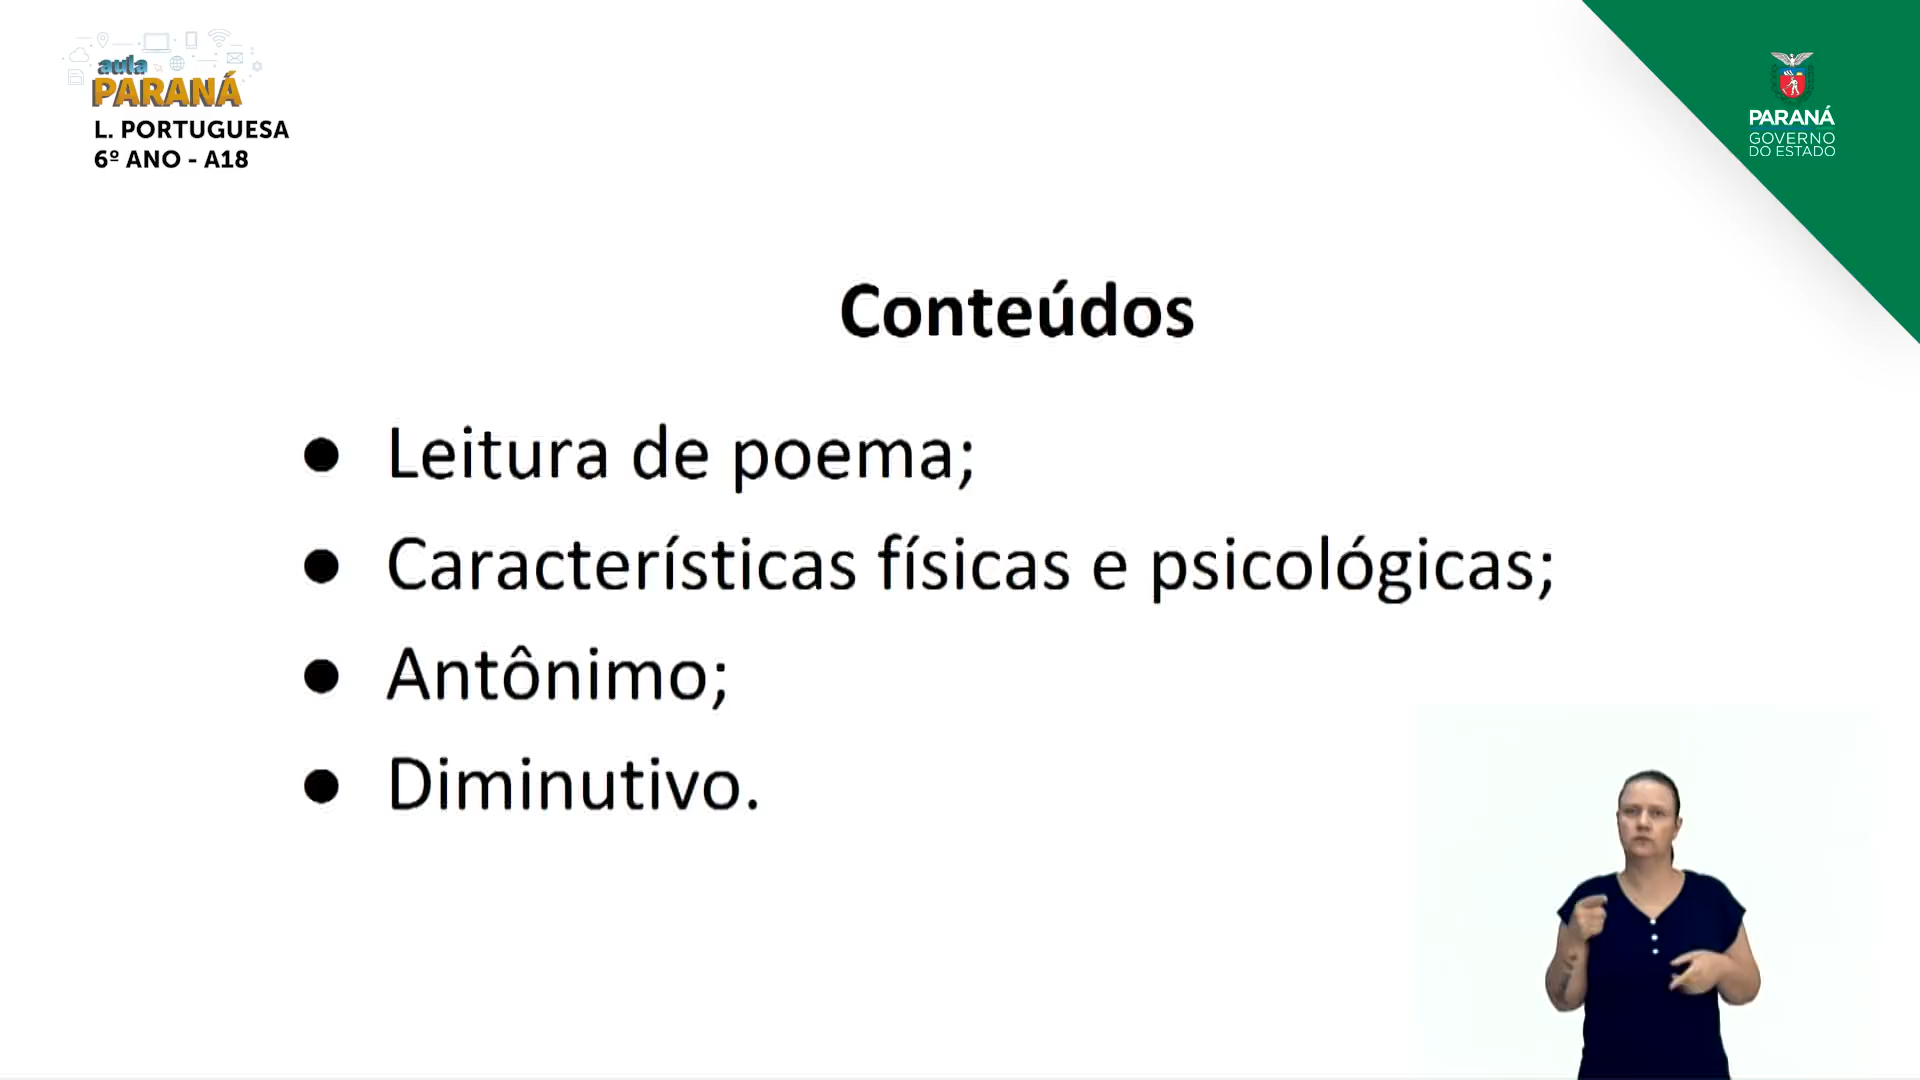 aula
PARANÁ
L. PORTUGUESA
6º ANO - A18
PARANÁ
GOVERNO
DO ESTADO
Conteúdos
● Leitura de poema;
● Características físicas e psicológicas;
● Antônimo;
● Diminutivo.